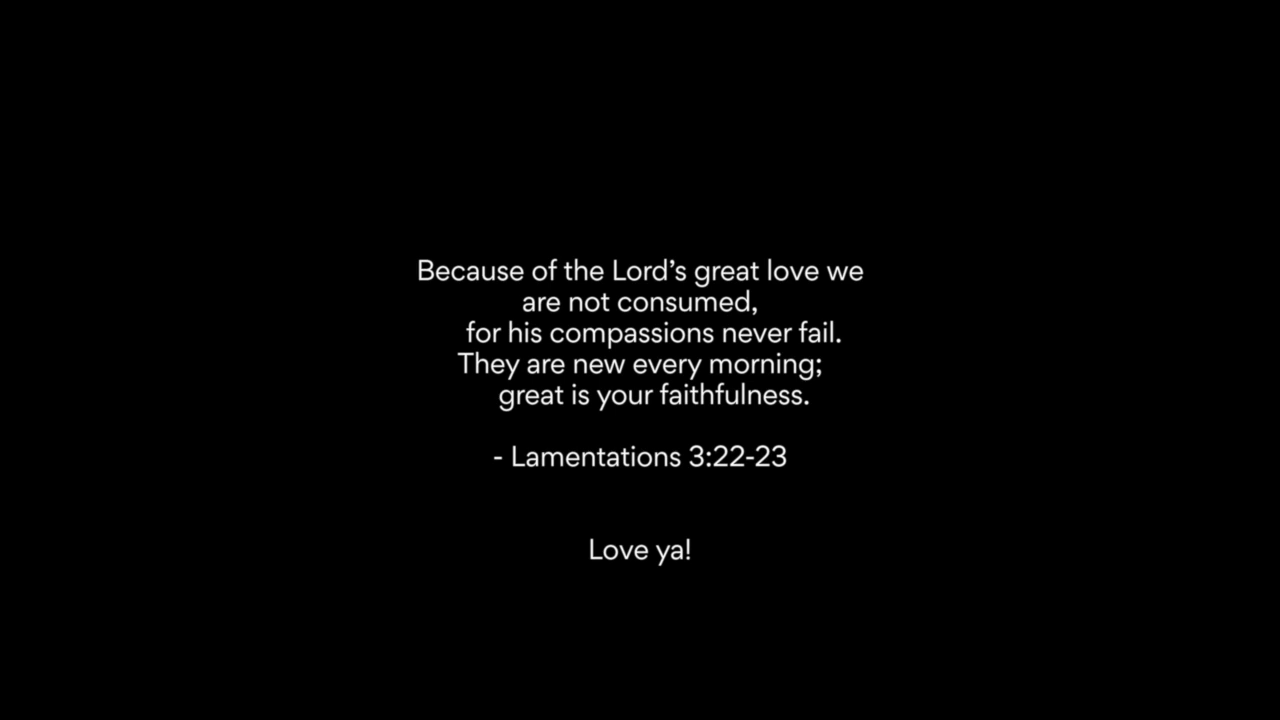 Because of the Lord’s great love we
are not consumed,
for his compassions never fail.
They are new every morning;
great is your faithfulness.
- Lamentations 3:22-23
Love ya!